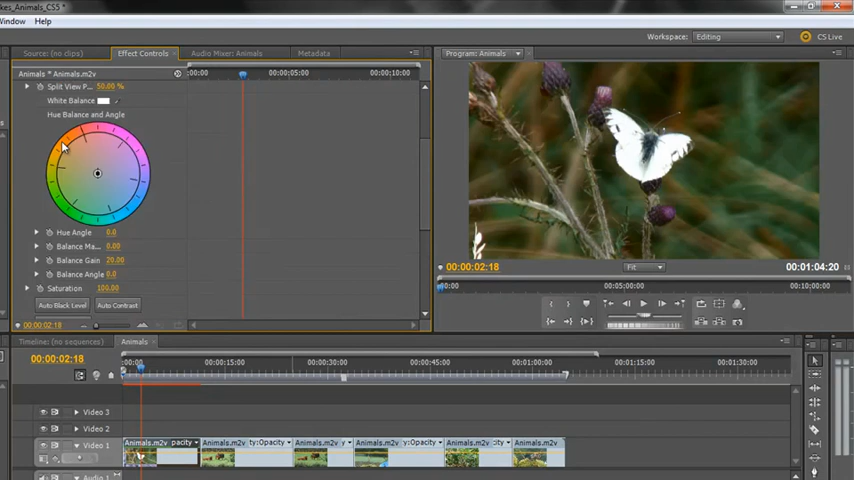 kes_Animals_CS5 *
Window Help
Workspace: Editing CS Live
Source: (no clips) Effect Controls Audio Mixer: Animals Metadata
Program: Animals
Animals * Animals.m2v
:00:00 00:00:05:00 00:00:10:00
Split View P... 50.00 %
White Balance
Hue Balance and Angle
Hue Angle 0.0
Balance Ma... 0.00
Balance Gain 20.00
Balance Angle 0.0
Saturation 100.00
Auto Black Level Auto Contrast
00:00:02:18
00:00:02:18 Fit 00:01:04:20
00:00 00:05:00:00 00:10:00:00
Timeline: (no sequences) Animals
00:00:02:18
:00:00 00:00:15:00 00:00:30:00 00:00:45:00 00:01:00:00 00:01:15:00 00:01:30:00
Video 3
Video 2
Video 1
Animals.m2v pacity Animals.m2v ty:Opacity Animals.m2v y Animals.m2v y:Opacity Animals.m2v city Animals.m2v
Audio 1